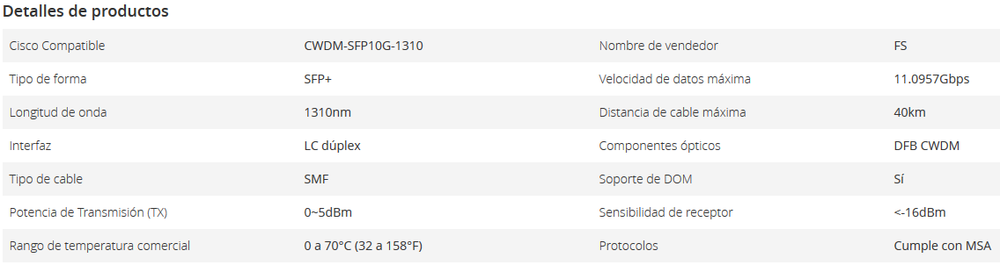 Detalles de productos
Cisco Compatible CWDM-SFP10G-1310 Nombre de vendedor FS
Tipo de forma SFP+ Velocidad de datos máxima 11.0957Gbps
Longitud de onda 1310nm Distancia de cable máxima 40km
Interfaz LC dúplex Componentes ópticos DFB CWDM
Tipo de cable SMF Soporte de DOM Sí
Potencia de Transmisión (TX) 0~5dBm Sensibilidad de receptor <-16dBm
Rango de temperatura comercial 0 a 70°C (32 a 158°F) Protocolos Cumple con MSA